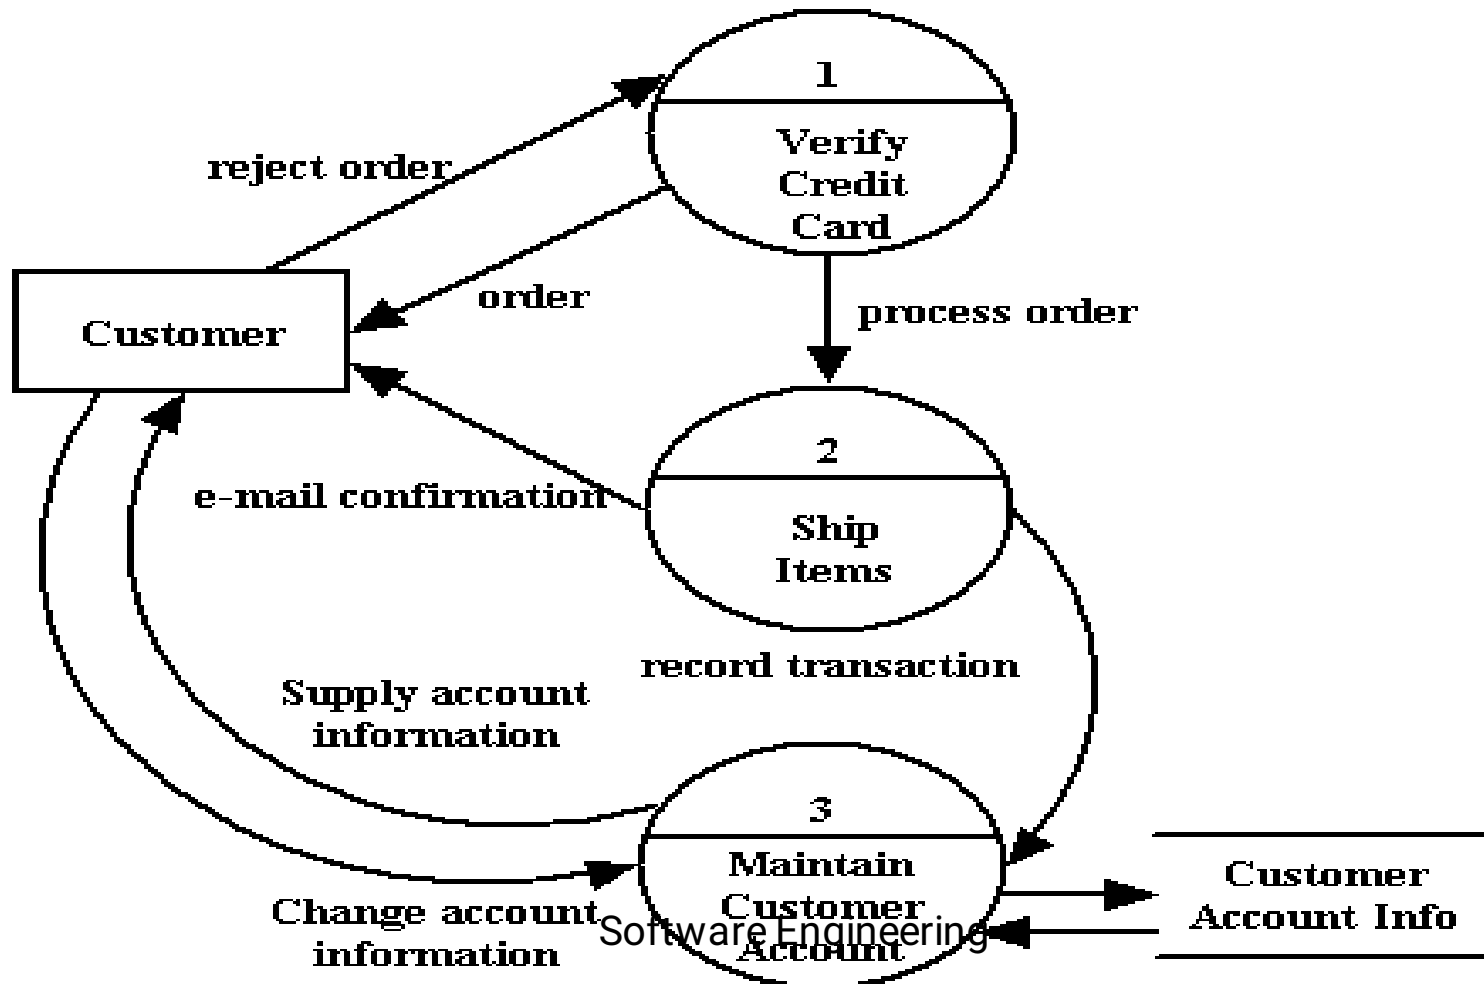 1
Verify
Credit
Card
reject order
order
process order
Customer
2
Ship
Items
e-mail confirmation
record transaction
Supply account
information
3
Maintain
Customer
Account
Change account
information
Customer
Account Info
Software Engineering